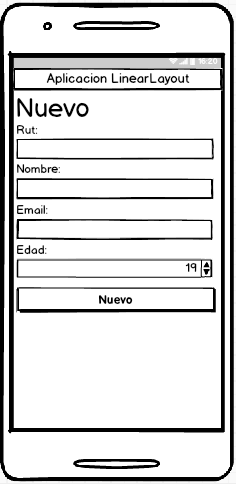 16:20
Aplicacion LinearLayout
Nuevo
Rut:
Nombre:
Email:
Edad:
19
Nuevo